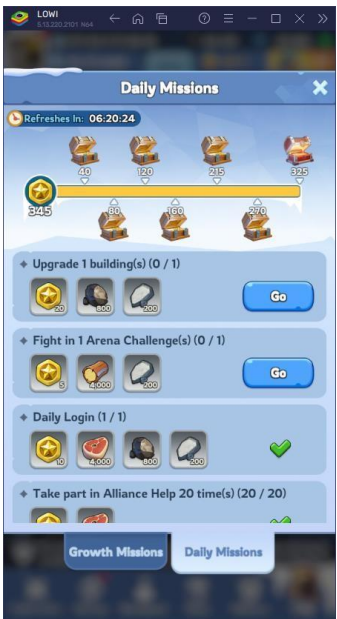 LOWI
5.13.220.2101 N64
Daily Missions
Refreshes In: 06:20:24
40 120 215 325
345
80 160 270
Upgrade 1 building(s) (0 / 1)
20 800 200
Go
Fight in 1 Arena Challenge(s) (0 / 1)
5 4,000 200
Go
Daily Login (1 / 1)
10 4,000 800 200
Take part in Alliance Help 20 time(s) (20 / 20)
Growth Missions Daily Missions